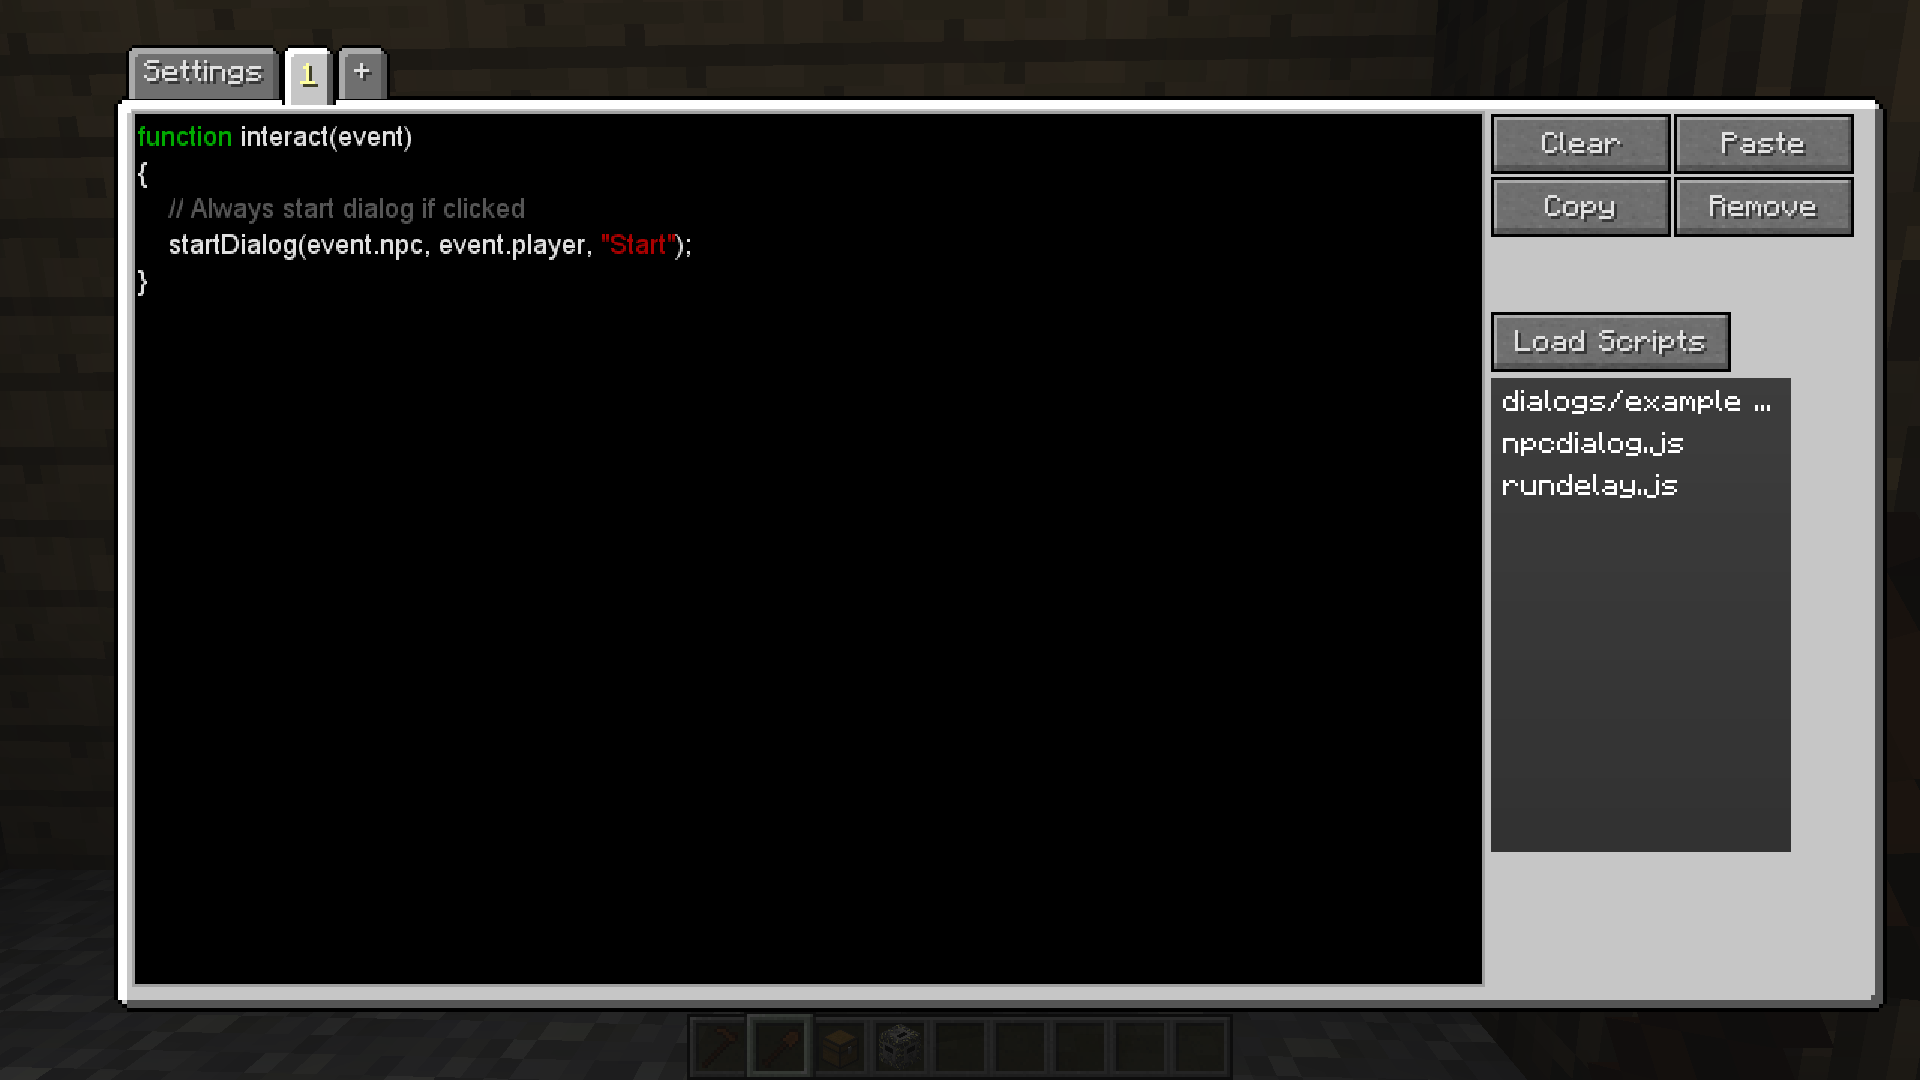 Settings 1 +
function interact(event)
{
// Always start dialog if clicked
startDialog(event.npc, event.player, "Start");
}
Clear Paste
Copy Remove
Load Scripts
dialogs/example ...
npcdialog.js
rundelay.js